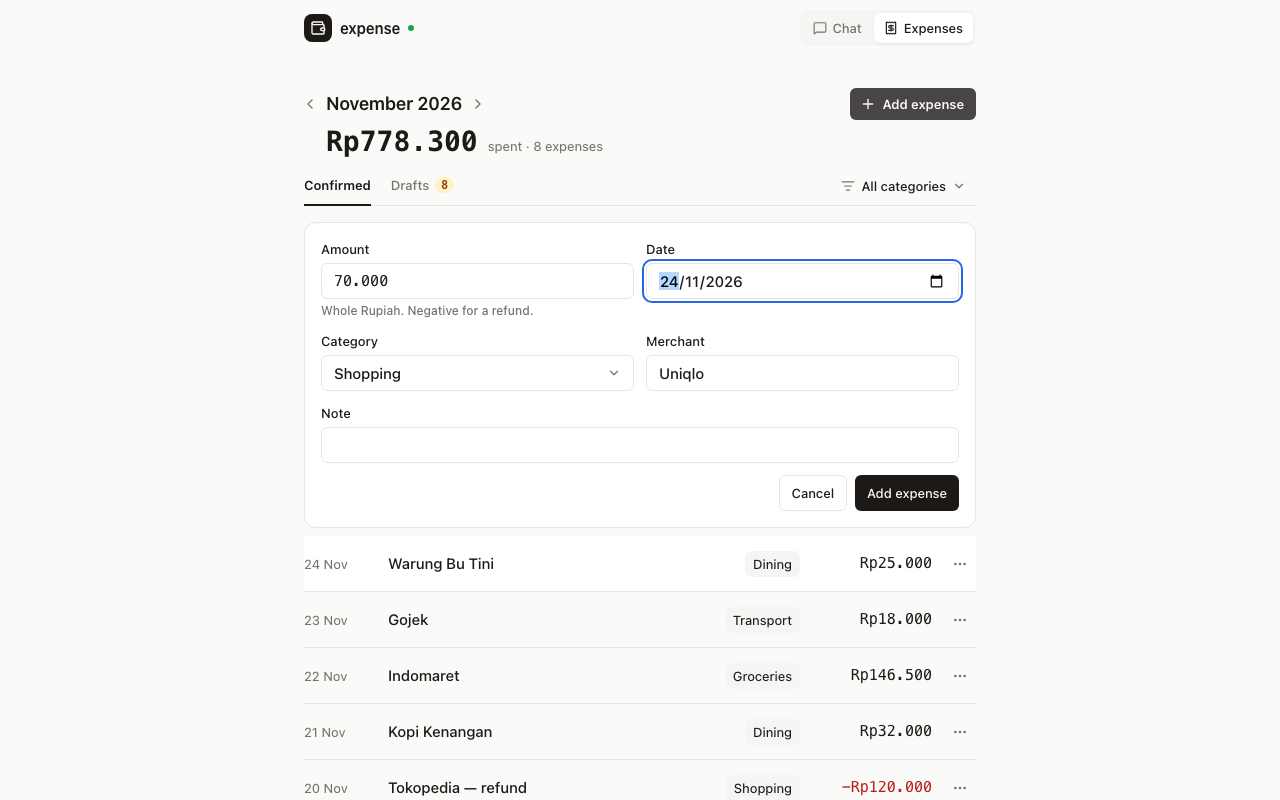 expense
Chat
Expenses
November 2026
Add expense
Rp778.300 spent · 8 expenses
Confirmed
Drafts 8
All categories
Amount
Date
70.000
24/11/2026
Whole Rupiah. Negative for a refund.
Category
Merchant
Shopping
Uniqlo
Note
Cancel
Add expense
24 Nov Warung Bu Tini Dining Rp25.000
23 Nov Gojek Transport Rp18.000
22 Nov Indomaret Groceries Rp146.500
21 Nov Kopi Kenangan Dining Rp32.000
20 Nov Tokopedia — refund Shopping −Rp120.000